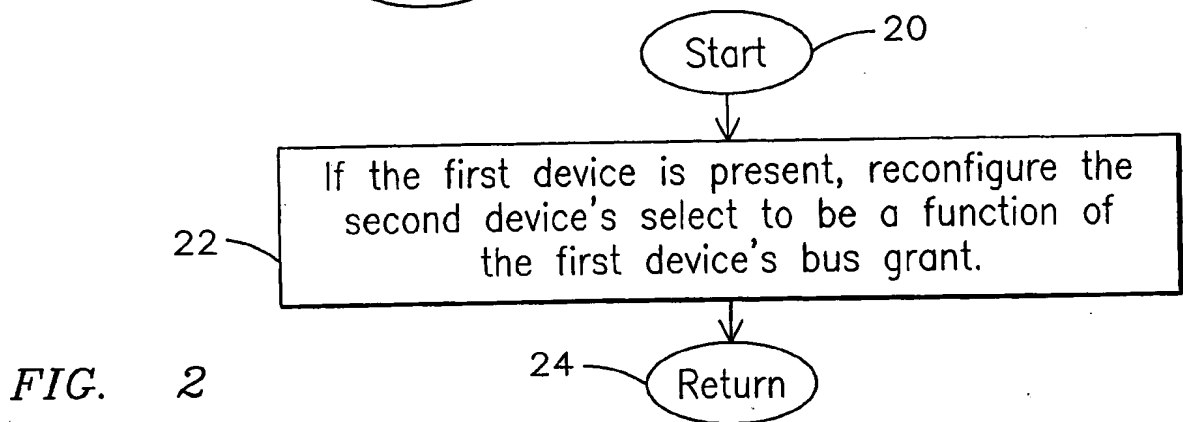 20
Start
If the first device is present, reconfigure the
second device's select to be a function of
the first device's bus grant.
22
24
Return
FIG. 2